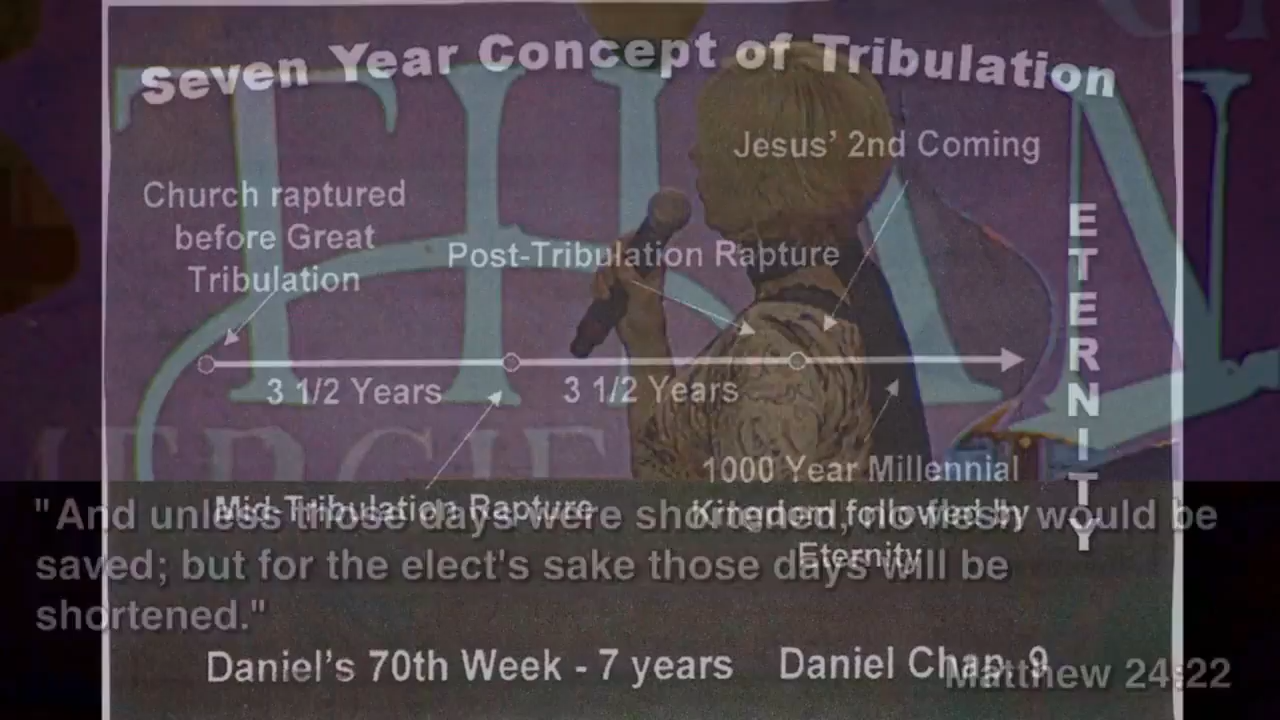 Seven Year Concept of Tribulation
Jesus' 2nd Coming
Church raptured
before Great
Tribulation
Post-Tribulation Rapture
3 1/2 Years
3 1/2 Years
1000 Year Millennial
Mid-Tribulation Rapture
Kingdom followed by
Eternity
ETERNITY
"And unless those days were shortened, no flesh would be
saved; but for the elect's sake those days will be
shortened."
Daniel's 70th Week - 7 years
Daniel Chap. 9
Matthew 24:22